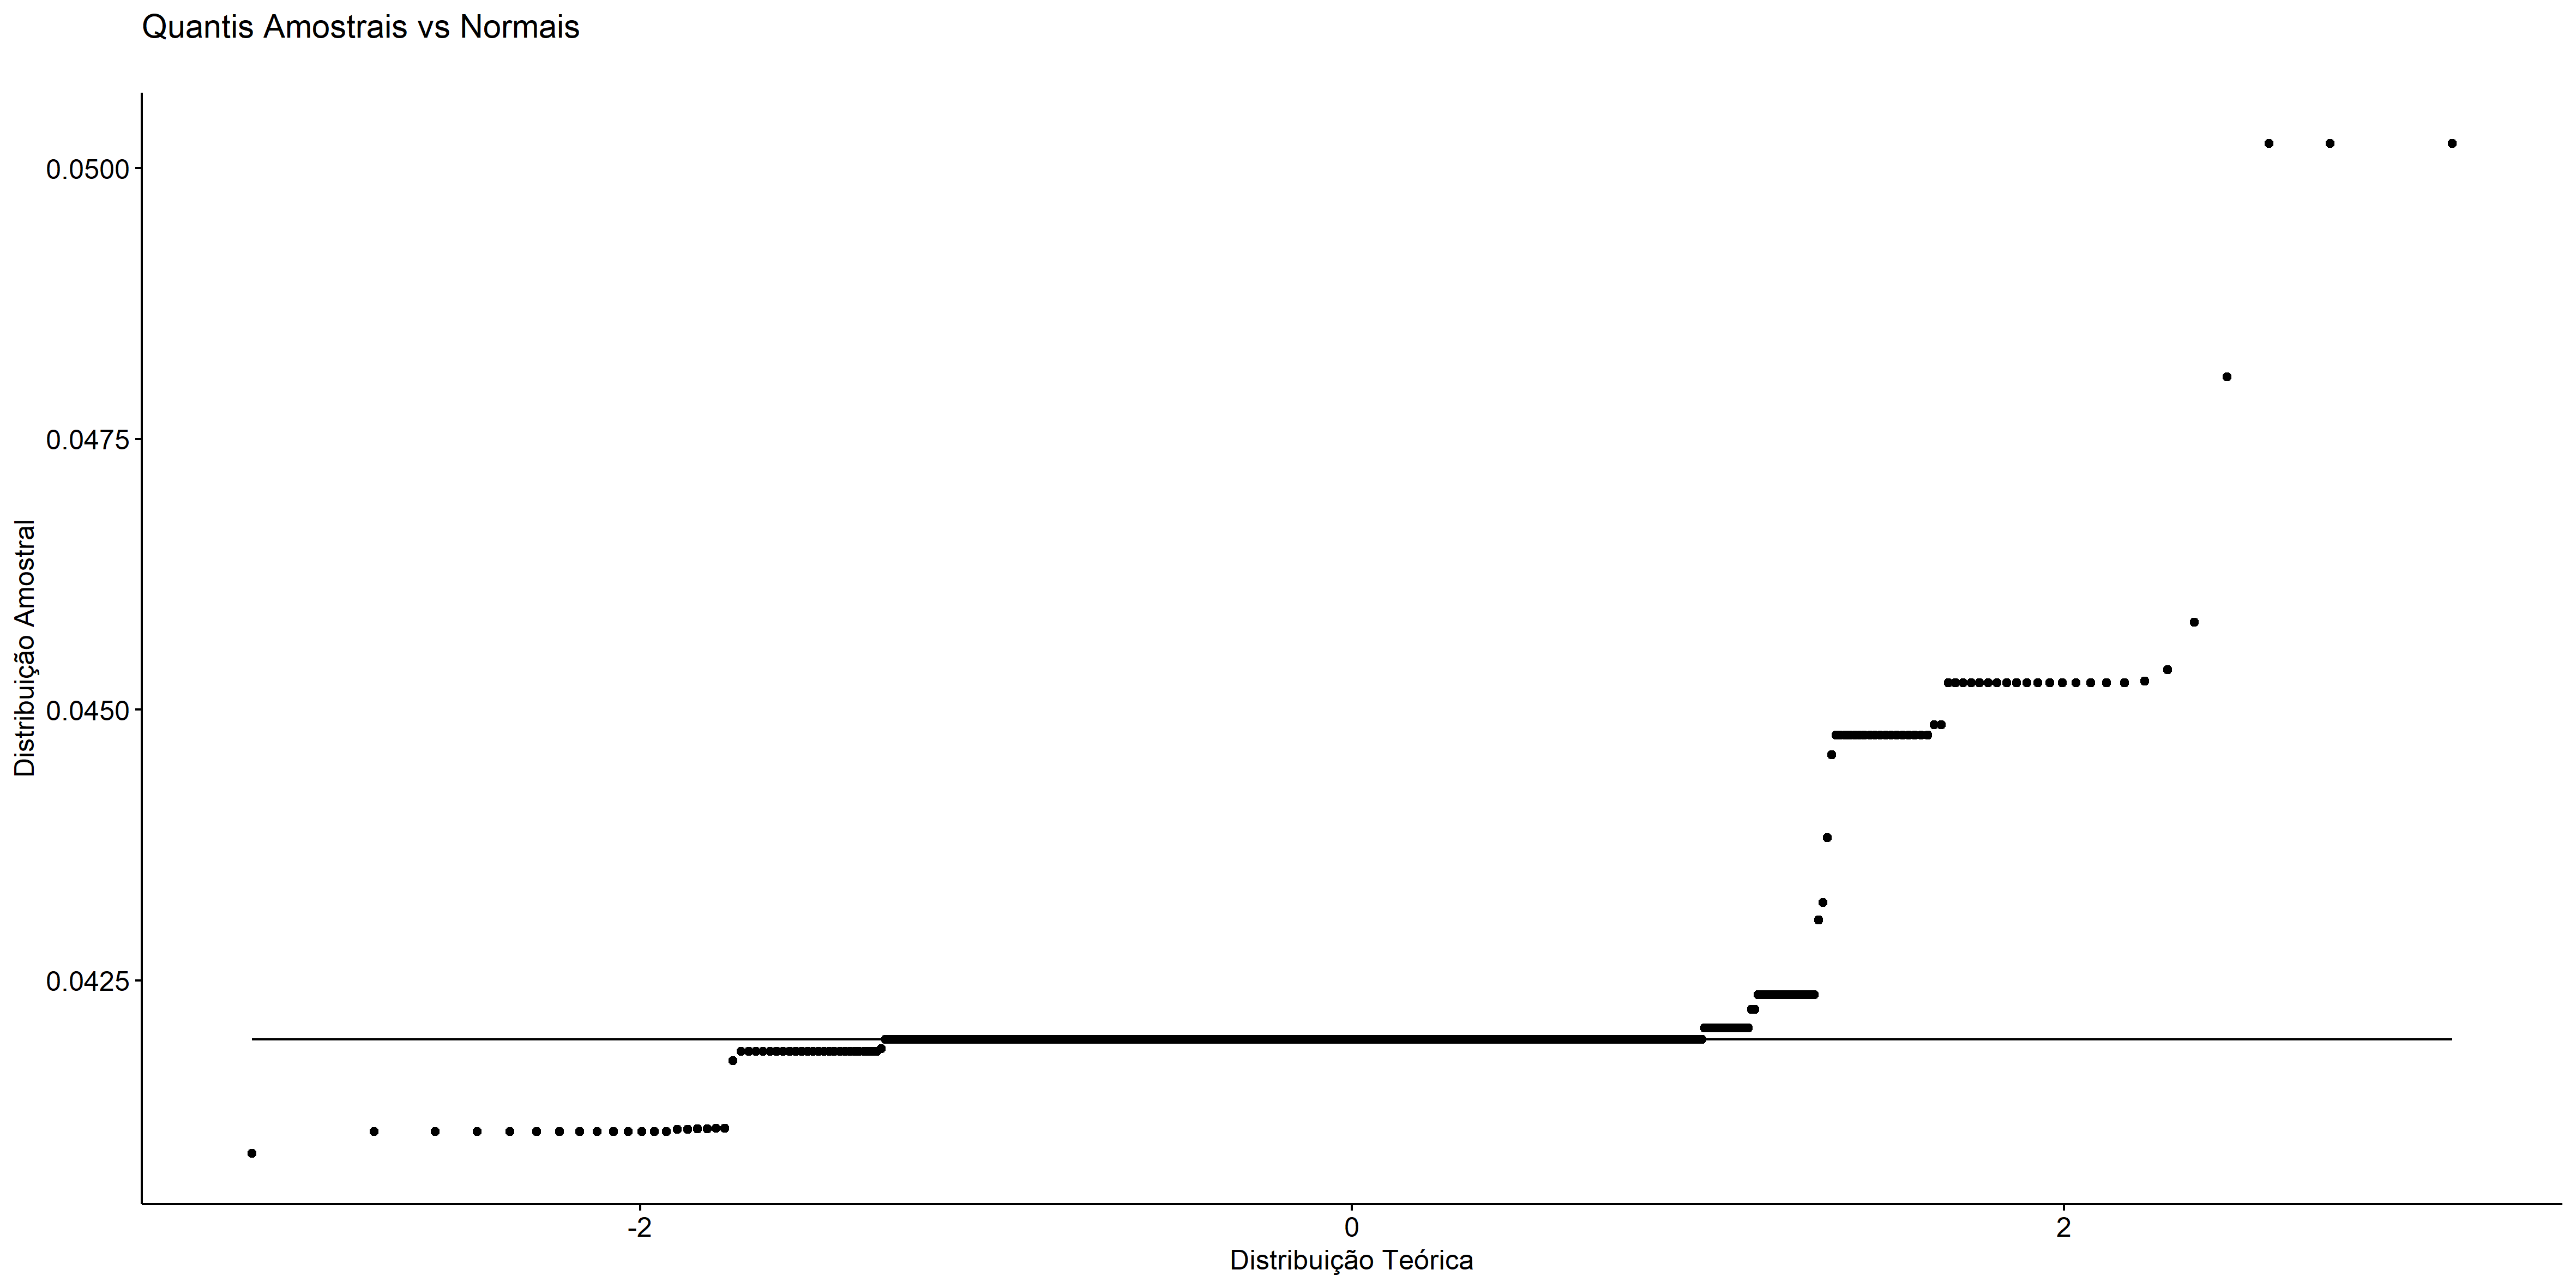 Quantis Amostrais vs Normais
0.0500
0.0475
0.0450
0.0425
Distribuição Amostral
-2
0
2
Distribuição Teórica